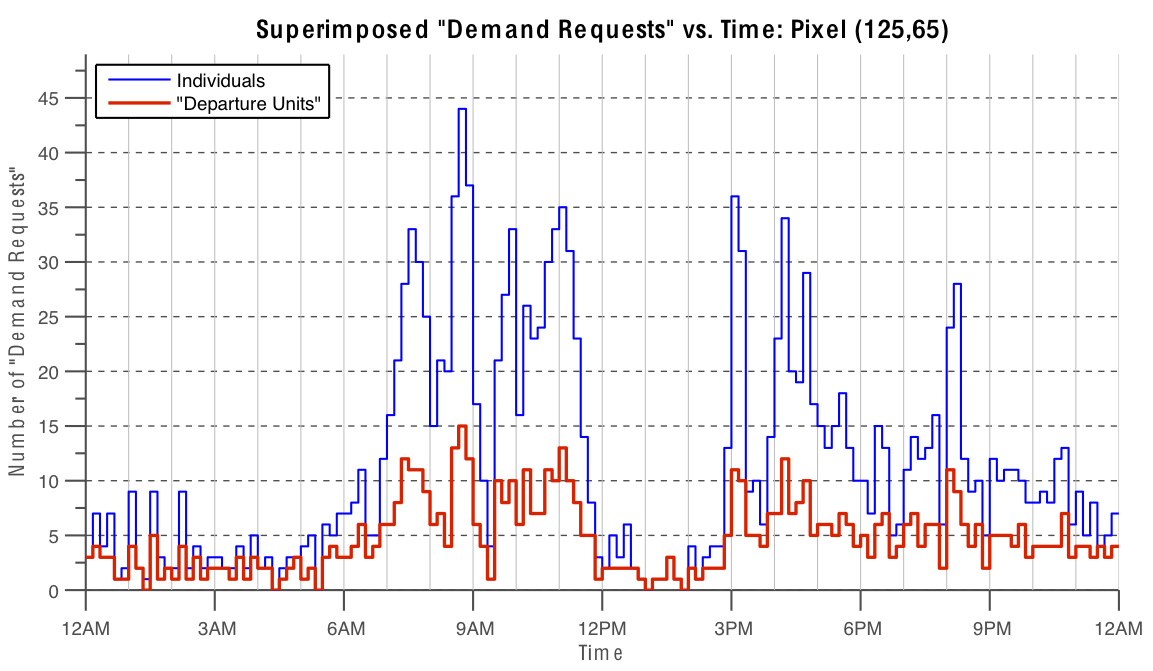 Superimposed "Demand Requests" vs. Time: Pixel (125,65)
Individuals
"Departure Units"
Number of "Demand Requests"
45
40
35
30
25
20
15
10
5
0
12AM 3AM 6AM 9AM 12PM 3PM 6PM 9PM 12AM
Time